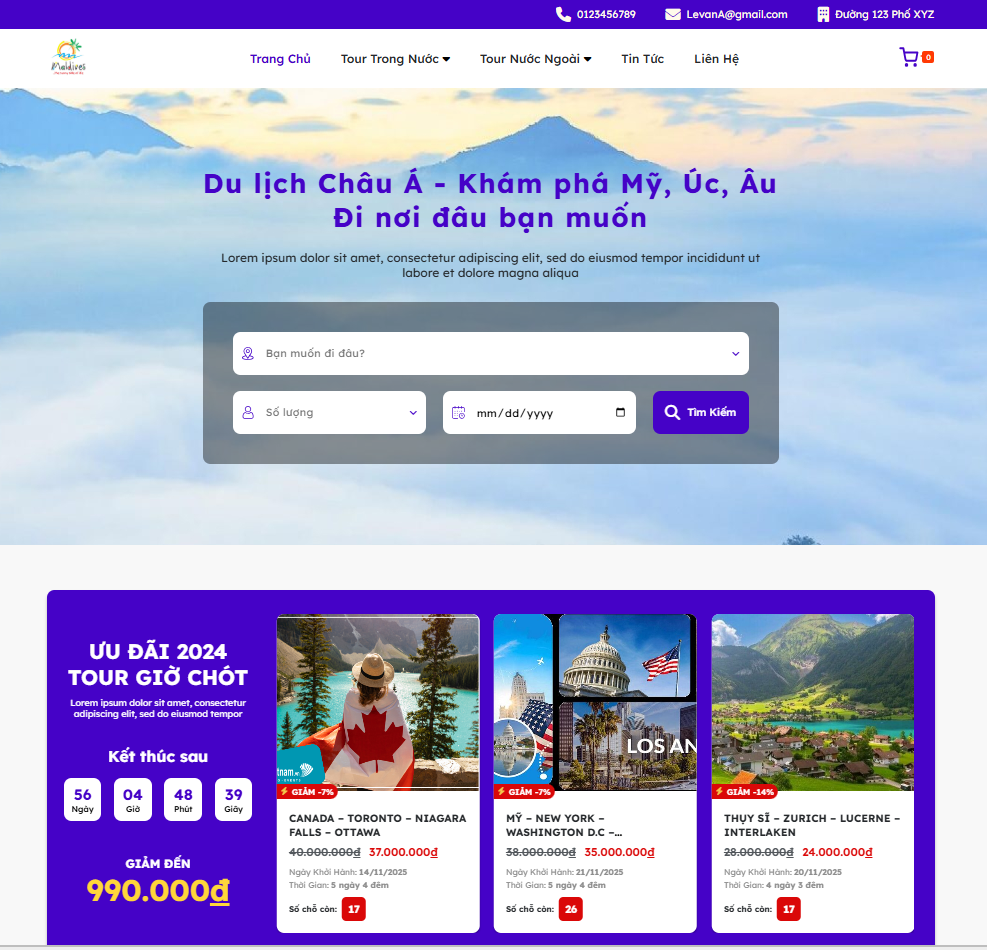 0123456789
LevanA@gmail.com
Đường 123 Phố XYZ
Maldives
Trang Chủ
Tour Trong Nước
Tour Nước Ngoài
Tin Tức
Liên Hệ
0
Du lịch Châu Á - Khám phá Mỹ, Úc, Âu
Đi nơi đâu bạn muốn
Lorem ipsum dolor sit amet, consectetur adipiscing elit, sed do eiusmod tempor incididunt ut
labore et dolore magna aliqua
Bạn muốn đi đâu?
Số lượng
mm/dd/yyyy
Tìm Kiếm
ƯU ĐÃI 2024
TOUR GIỜ CHÓT
Lorem ipsum dolor sit amet, consectetur
adipiscing elit, sed do eiusmod tempor
Kết thúc sau
56
Ngày
04
Giờ
48
Phút
39
Giây
GIẢM ĐẾN
990.000đ
tnam
GIẢM -7%
CANADA – TORONTO – NIAGARA
FALLS – OTTAWA
40.000.000đ 37.000.000đ
Ngày Khởi Hành: 14/11/2025
Thời Gian: 5 ngày 4 đêm
Số chỗ còn: 17
LOS AN
GIẢM -7%
MỸ – NEW YORK –
WASHINGTON D.C –...
38.000.000đ 35.000.000đ
Ngày Khởi Hành: 21/11/2025
Thời Gian: 5 ngày 4 đêm
Số chỗ còn: 26
GIẢM -14%
THỤY SĨ – ZURICH – LUCERNE –
INTERLAKEN
28.000.000đ 24.000.000đ
Ngày Khởi Hành: 20/11/2025
Thời Gian: 4 ngày 3 đêm
Số chỗ còn: 17